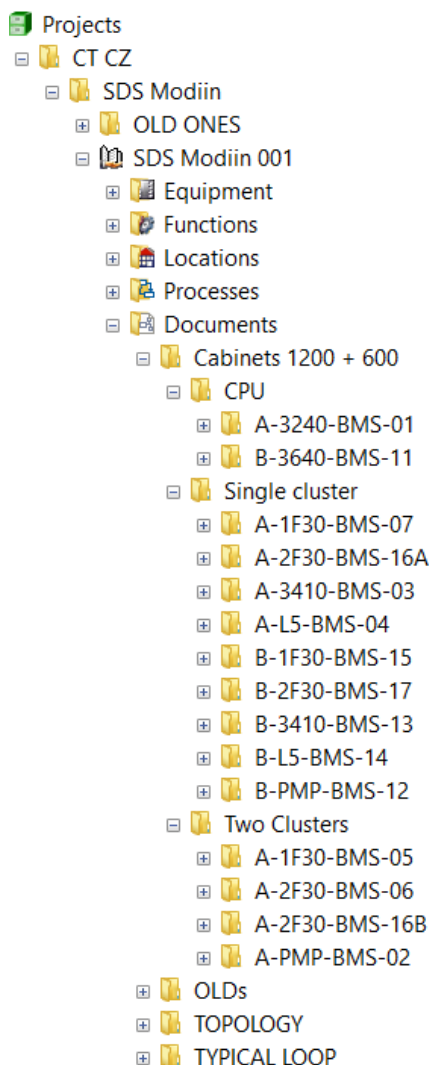 Projects
CT CZ
SDS Modiin
OLD ONES
SDS Modiin 001
Equipment
Functions
Locations
Processes
Documents
Cabinets 1200 + 600
CPU
A-3240-BMS-01
B-3640-BMS-11
Single cluster
A-1F30-BMS-07
A-2F30-BMS-16A
A-3410-BMS-03
A-L5-BMS-04
B-1F30-BMS-15
B-2F30-BMS-17
B-3410-BMS-13
B-L5-BMS-14
B-PMP-BMS-12
Two Clusters
A-1F30-BMS-05
A-2F30-BMS-06
A-2F30-BMS-16B
A-PMP-BMS-02
OLDs
TOPOLOGY
TYPICAL LOOP